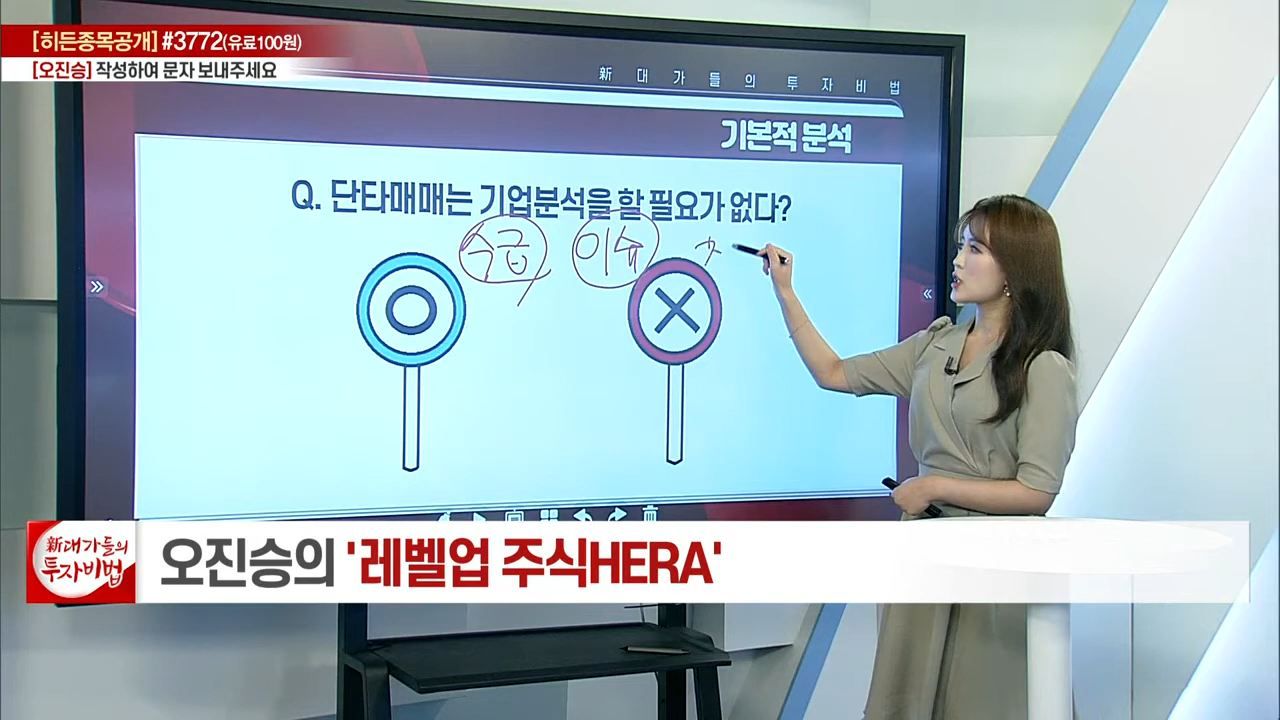 [히든종목공개] #3772(유료100원)
[오진승] 작성하여 문자 보내주세요
新 대가들의 투자비법
기본적 분석
Q. 단타매매는 기업분석을 할 필요가 없다?
수급 이슈
新대가들의
투자비법
오진승의 '레벨업 주식HERA'